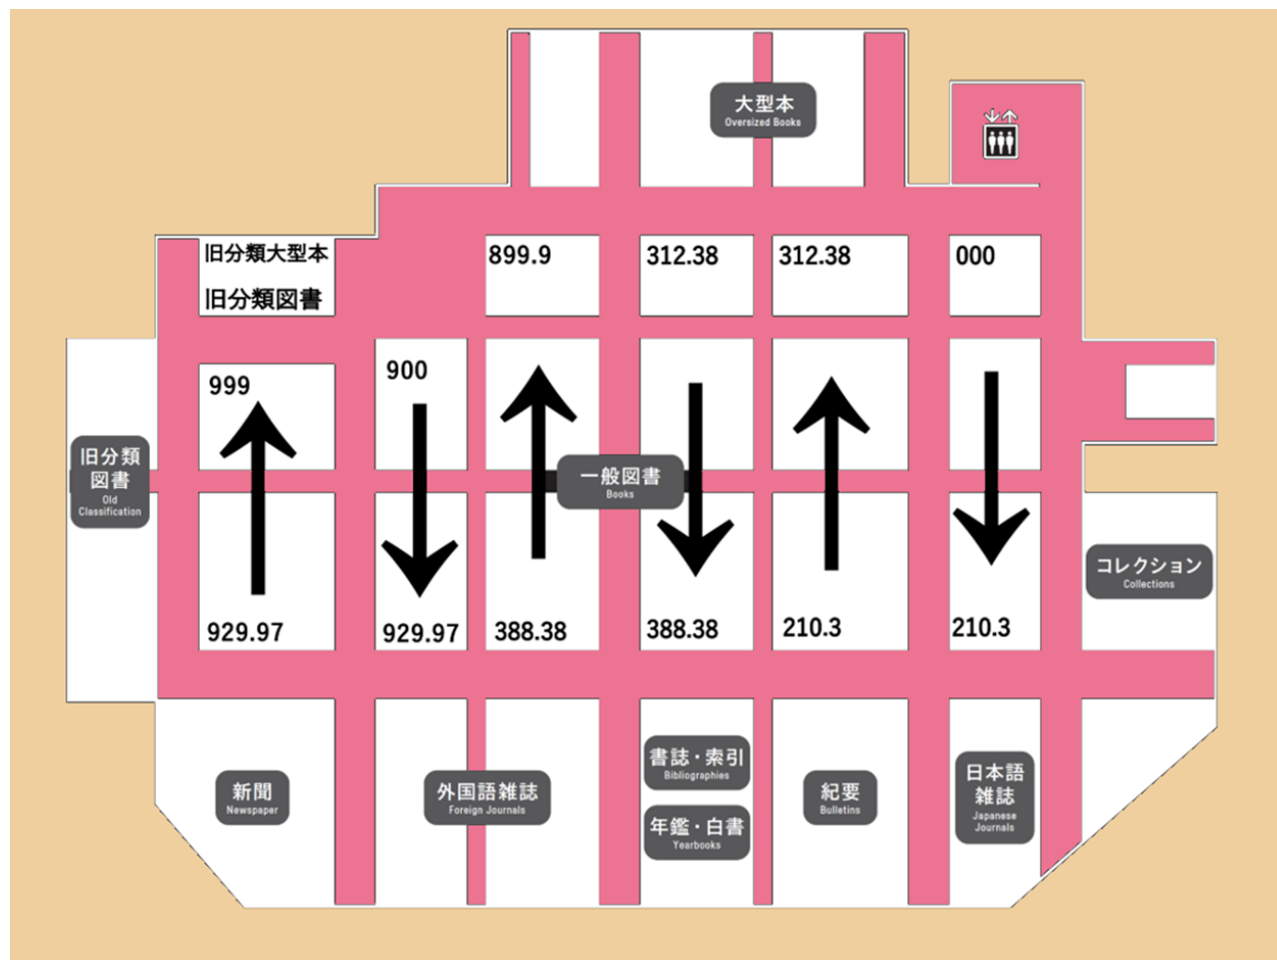 大型本
Oversized Books
旧分類大型本
旧分類図書
899.9
312.38
312.38
000
999
900
旧分類
図書
Old
Classification
一般図書
Books
コレクション
Collections
929.97
929.97
388.38
388.38
210.3
210.3
新聞
Newspaper
外国語雑誌
Foreign Journals
書誌・索引
Bibliographies
年鑑・白書
Yearbooks
紀要
Bulletins
日本語
雑誌
Japanese
Journals